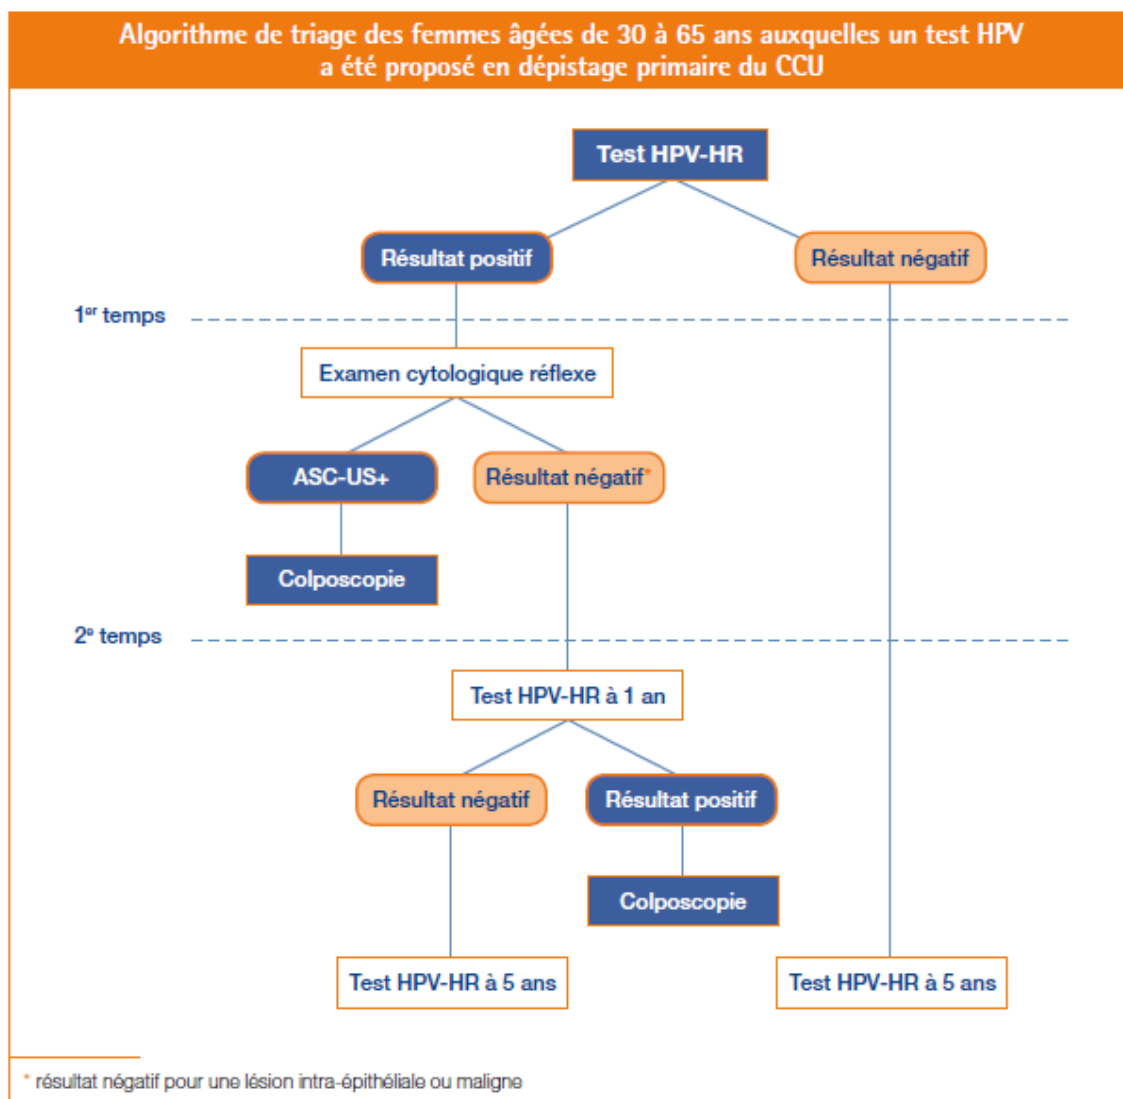 Algorithme de triage des femmes âgées de 30 à 65 ans auxquelles un test HPV
a été proposé en dépistage primaire du CCU
Test HPV-HR
Résultat positif
Résultat négatif
1er temps
Examen cytologique réflexe
ASC-US+
Résultat négatif*
Colposcopie
2e temps
Test HPV-HR à 1 an
Résultat négatif
Résultat positif
Colposcopie
Test HPV-HR à 5 ans
Test HPV-HR à 5 ans
* résultat négatif pour une lésion intra-épithéliale ou maligne